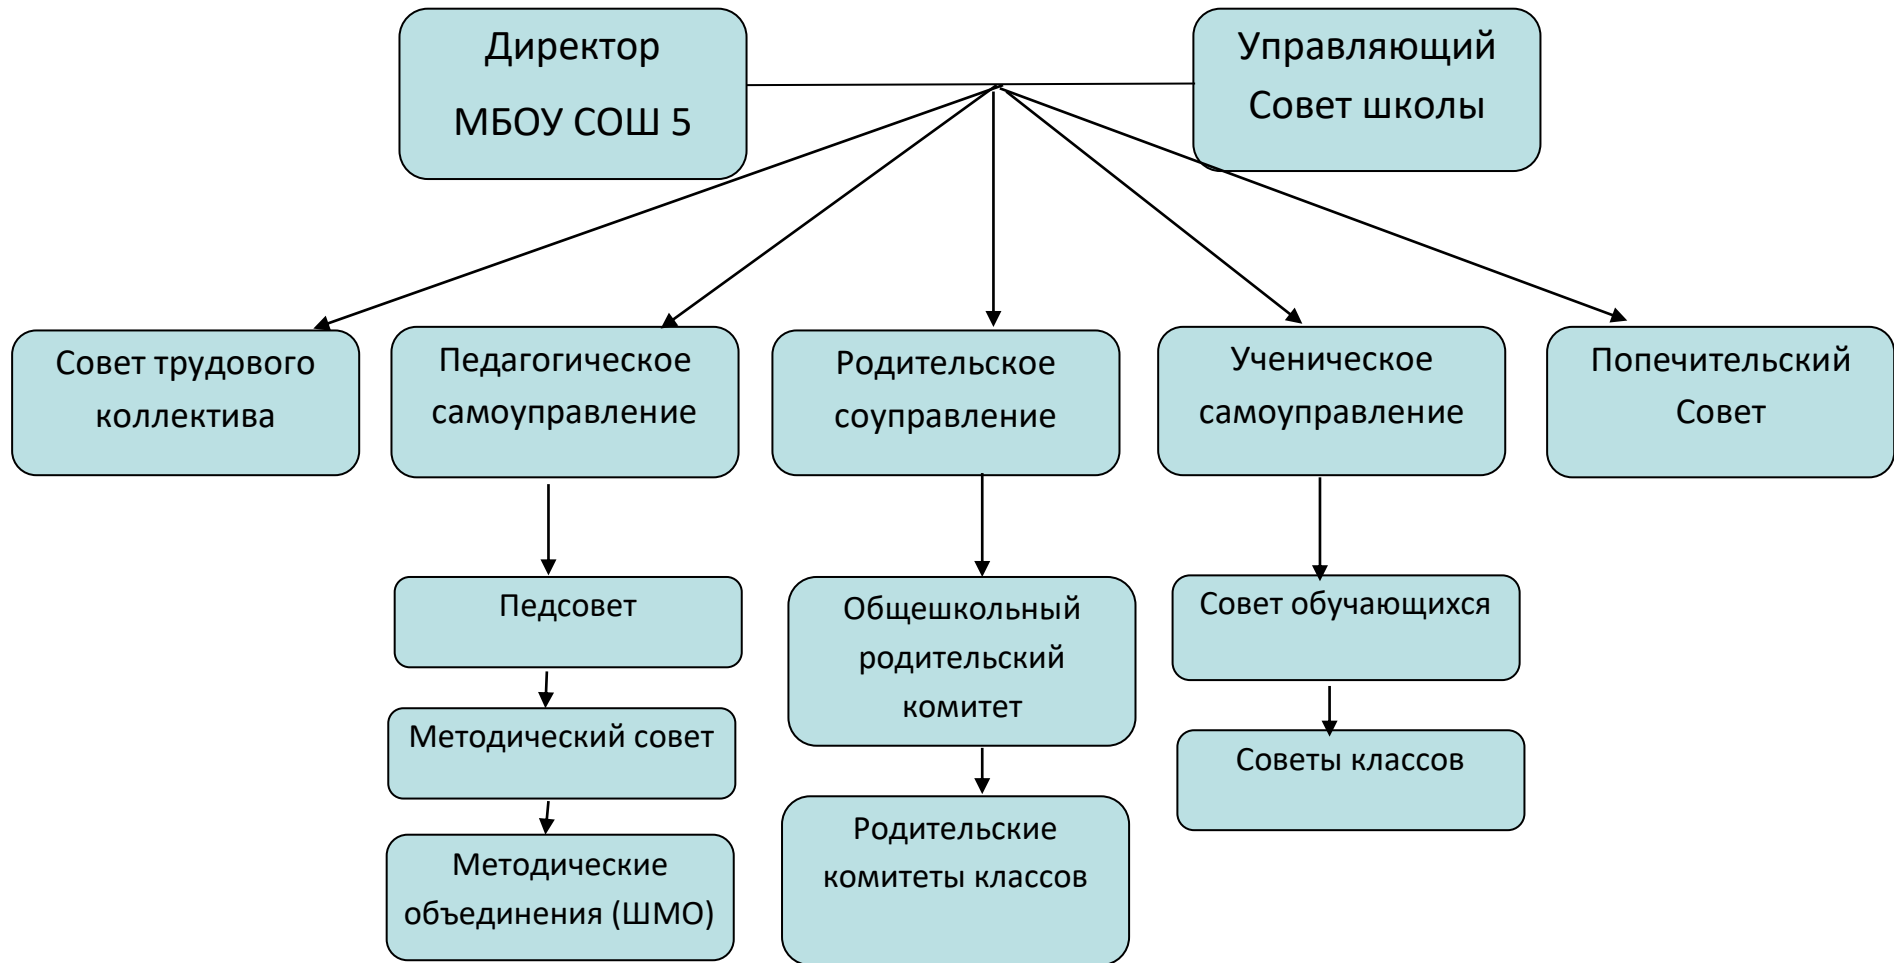 Директор
МБОУ СОШ 5
Управляющий
Совет школы
Совет трудового
коллектива
Педагогическое
самоуправление
Родительское
соуправление
Ученическое
самоуправление
Попечительский
Совет
Педсовет
Методический совет
Методические
объединения (ШМО)
Общешкольный
родительский
комитет
Родительские
комитеты классов
Совет обучающихся
Советы классов